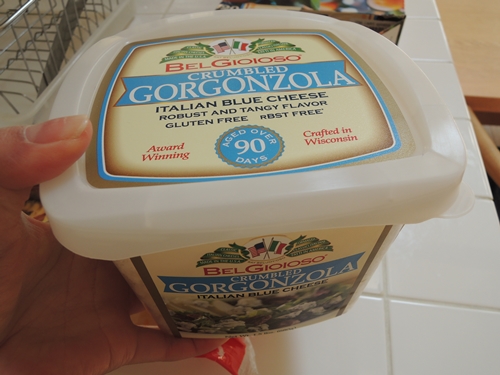 BELGIOIOSO
CRUMBLED
GORGONZOLA
ITALIAN BLUE CHEESE
ROBUST AND TANGY FLAVOR
GLUTEN FREE rBST FREE*
Award
Winning
AGED OVER
90
DAYS
Crafted in
Wisconsin
BELGIOIOSO
CRUMBLED
GORGONZOLA
ITALIAN BLUE CHEESE